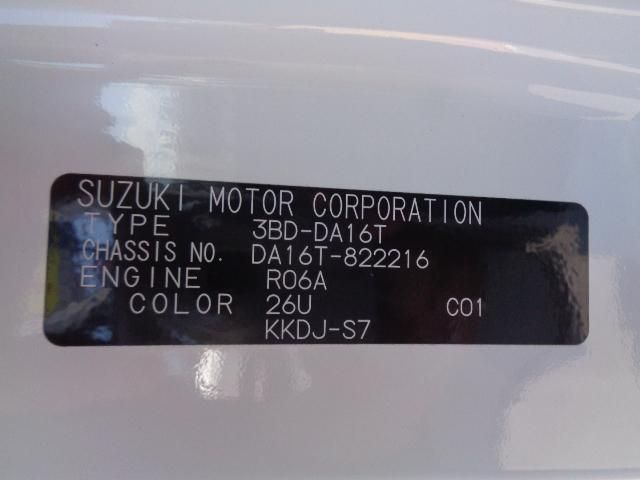 SUZUKI MOTOR CORPORATION
TYPE 3BD-DA16T
CHASSIS NO. DA16T-822216
ENGINE R06A
COLOR 26U C01
KKDJ-S7